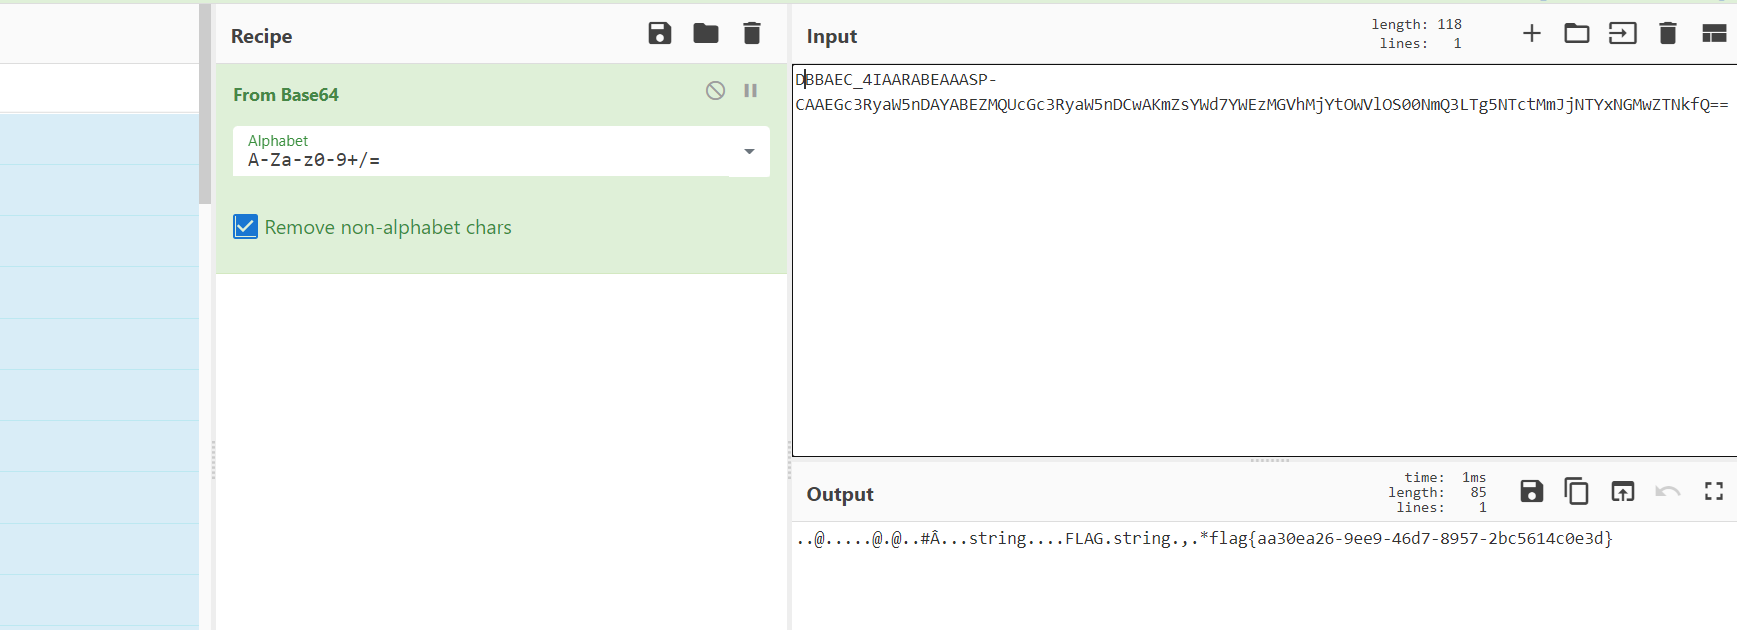 Recipe
From Base64
Alphabet
A-Za-z0-9+/=
Remove non-alphabet chars
Input
length: 118
lines: 1
DBBAEC_4IAARABEAAASP-
CAAEGc3RyaW5nDAYABEZMQUcGc3RyaW5nDCwAKmZsYWd7YWEzMGVhMjYtOWVlOS00NmQ3LTg5NTctMmJjNTYxNGMwZTNkfQ==
Output
time: 1ms
length: 85
lines: 1
..@.....@.@..#Â...string....FLAG.string.,.*flag{aa30ea26-9ee9-46d7-8957-2bc5614c0e3d}